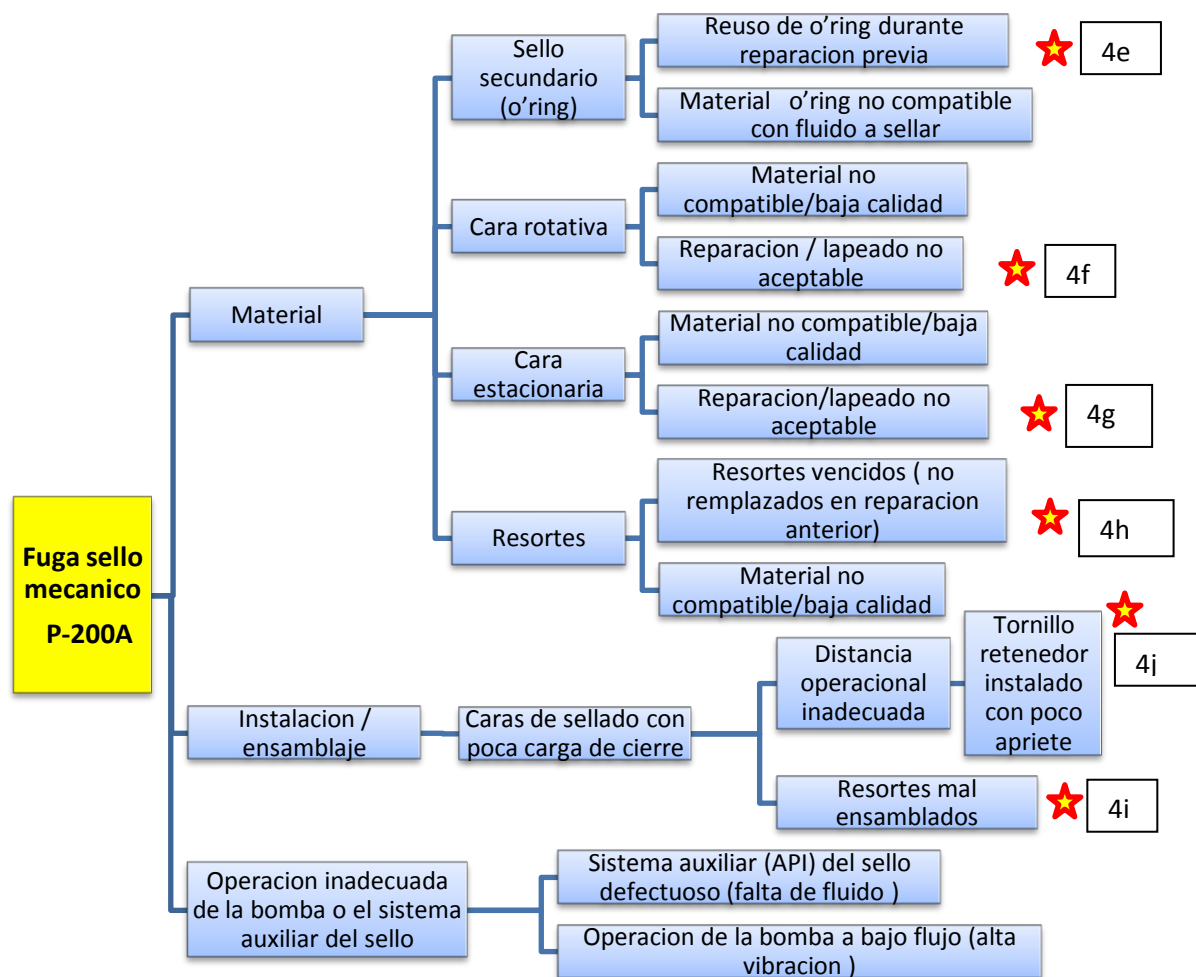 Sello
secundario
(o’ring)
Reuso de o’ring durante
reparacion previa
4e
Material o’ring no compatible
con fluido a sellar
Cara rotativa
Material no
compatible/baja calidad
Reparacion / lapeado no
aceptable
4f
Material
Cara
estacionaria
Material no compatible/baja
calidad
Reparacion/lapeado no
aceptable
4g
Resortes
Resortes vencidos ( no
remplazados en reparacion
anterior)
4h
Material no
compatible/baja calidad
Fuga sello
mecanico
P-200A
Instalacion /
ensamblaje
Caras de sellado con
poca carga de cierre
Distancia
operacional
inadecuada
Tornillo
retenedor
instalado
con poco
apriete
4j
Resortes mal
ensamblados
4i
Operacion inadecuada
de la bomba o el sistema
auxiliar del sello
Sistema auxiliar (API) del sello
defectuoso (falta de fluido )
Operacion de la bomba a bajo flujo (alta
vibracion )